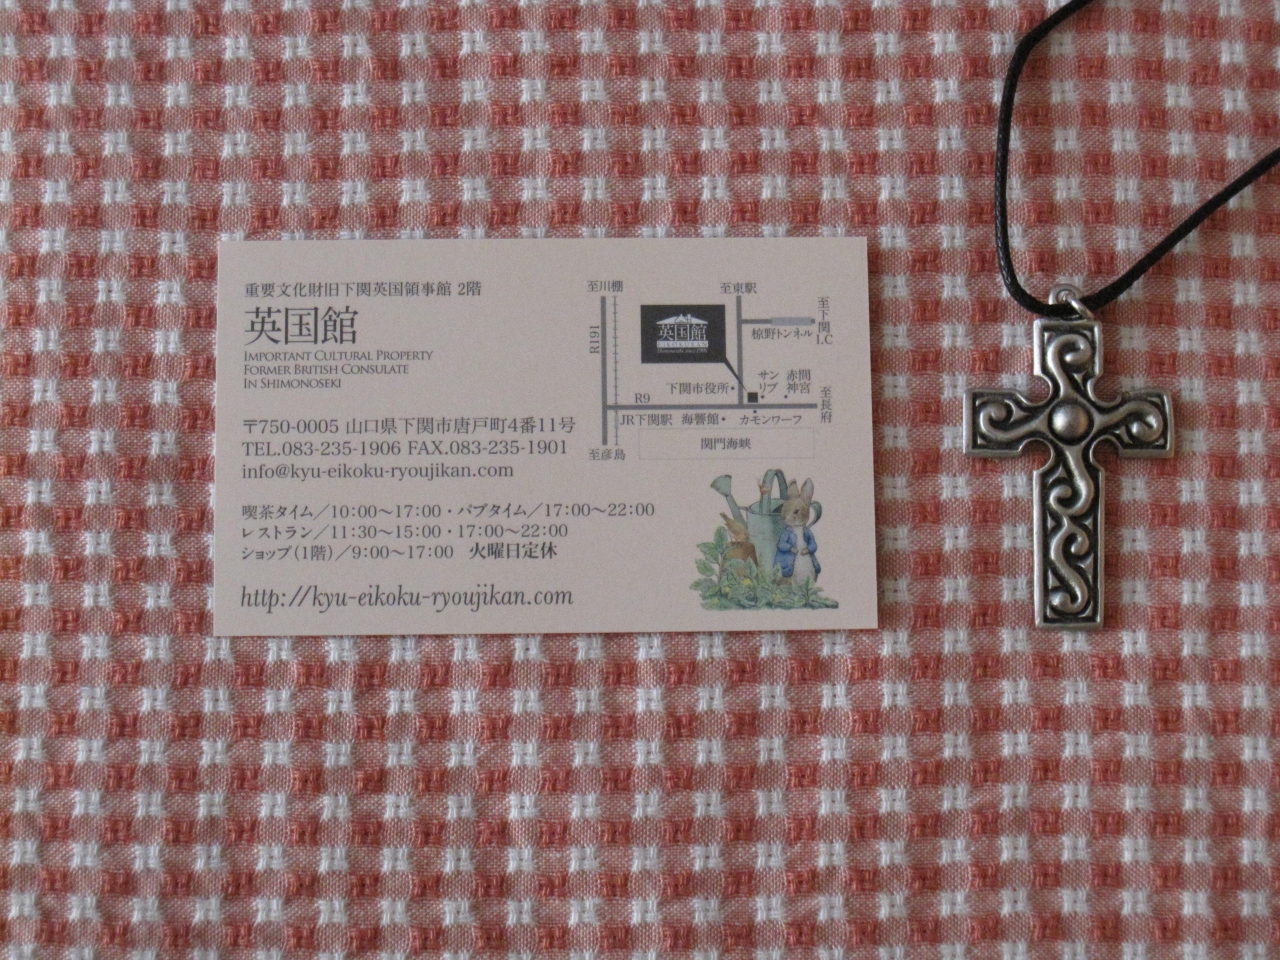 重要文化財旧下関英国領事館 2階
英国館
IMPORTANT CULTURAL PROPERTY
FORMER BRITISH CONSULATE
IN SHIMONOSEKI
〒750-0005 山口県下関市唐戸町4番11号
TEL.083-235-1906 FAX.083-235-1901
info@kyu-eikoku-ryoujikan.com
喫茶タイム／10:00〜17:00・パブタイム／17:00〜22:00
レストラン／11:30〜15:00・17:00〜22:00
ショップ(1階)／9:00〜17:00 火曜日定休
http://kyu-eikoku-ryoujikan.com
至川棚
至東駅
至下関I.C
R191
英国館
椋野トンネル
下関市役所
サンリブ
赤間神宮
至長府
R9
JR下関駅
海響館
カモンワーフ
至彦島
関門海峡